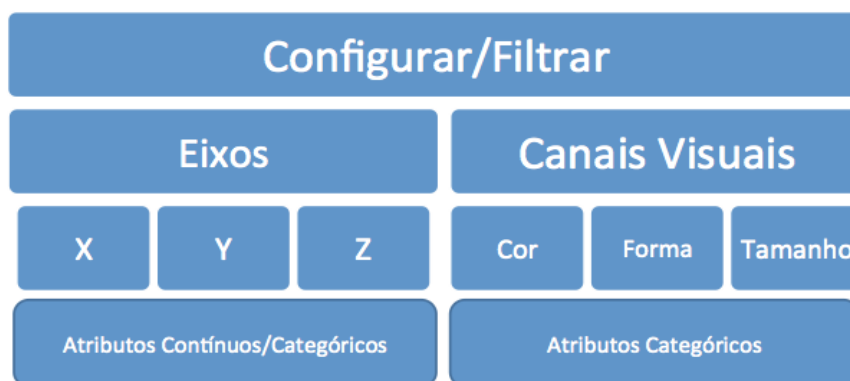 Configurar/Filtrar
Eixos
Canais Visuais
X
Y
Z
Cor
Forma
Tamanho
Atributos Contínuos/Categóricos
Atributos Categóricos